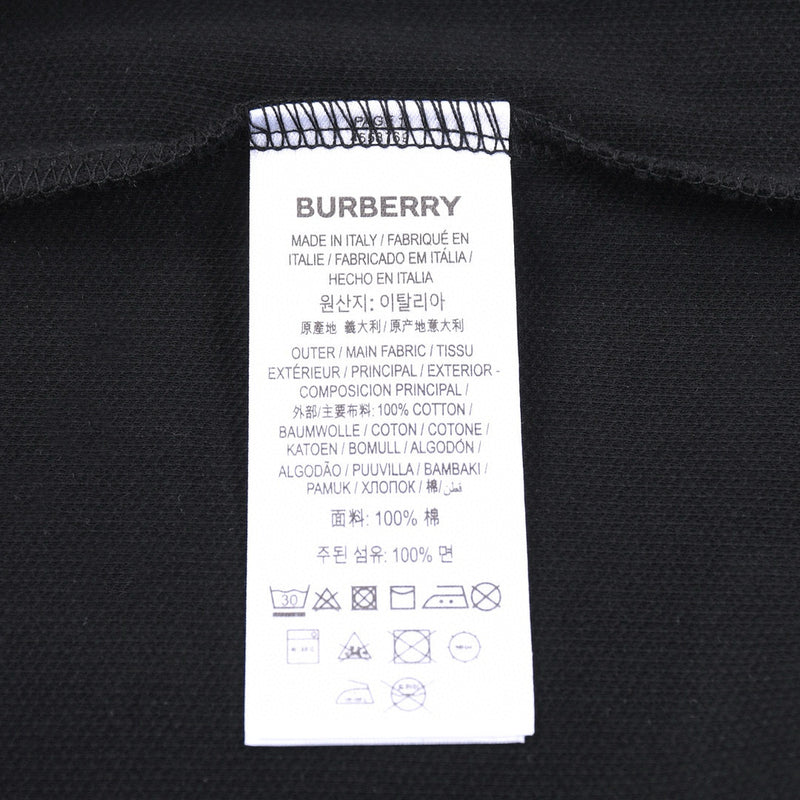 PAGE 1
BURBERRY
MADE IN ITALY / FABRIQUÉ EN
ITALIE / FABRICADO EM ITÁLIA /
HECHO EN ITALIA
원산지: 이탈리아
原產地 義大利 / 原产地意大利
OUTER / MAIN FABRIC / TISSU
EXTÉRIEUR / PRINCIPAL / EXTERIOR -
COMPOSICION PRINCIPAL /
外部/主要布料: 100% COTTON /
BAUMWOLLE / COTON / COTONE /
KATOEN / BOMULL / ALGODÓN /
ALGODÃO / PUUVILLA / BAMBAKI /
PAMUK / ХЛОПОК / 棉/ قطن
面料: 100% 棉
주된 섬유: 100% 면
30